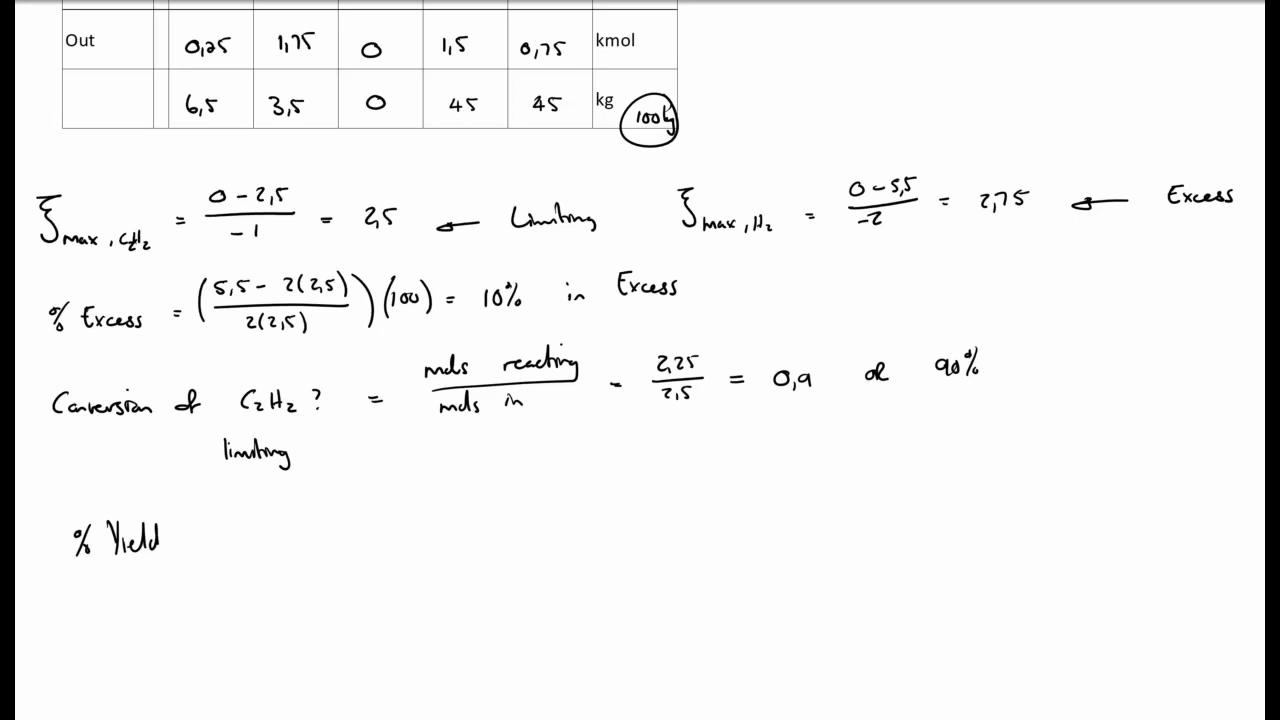 Out 0,25 1,75 0 1,5 0,75 kmol
6,5 3,5 0 45 45 kg 100kg
ξmax, C2H2 = (0 - 2,5)/(-1) = 2,5 ← Limiting ξmax, H2 = (0 - 5,5)/(-2) = 2,75 ← Excess
% Excess = ((5,5 - 2(2,5))/(2(2,5)))(100) = 10% in Excess
Conversion of C2H2? = mols reacting/mols in - 2,25/2,5 = 0,9 or 90%
limiting
% Yield